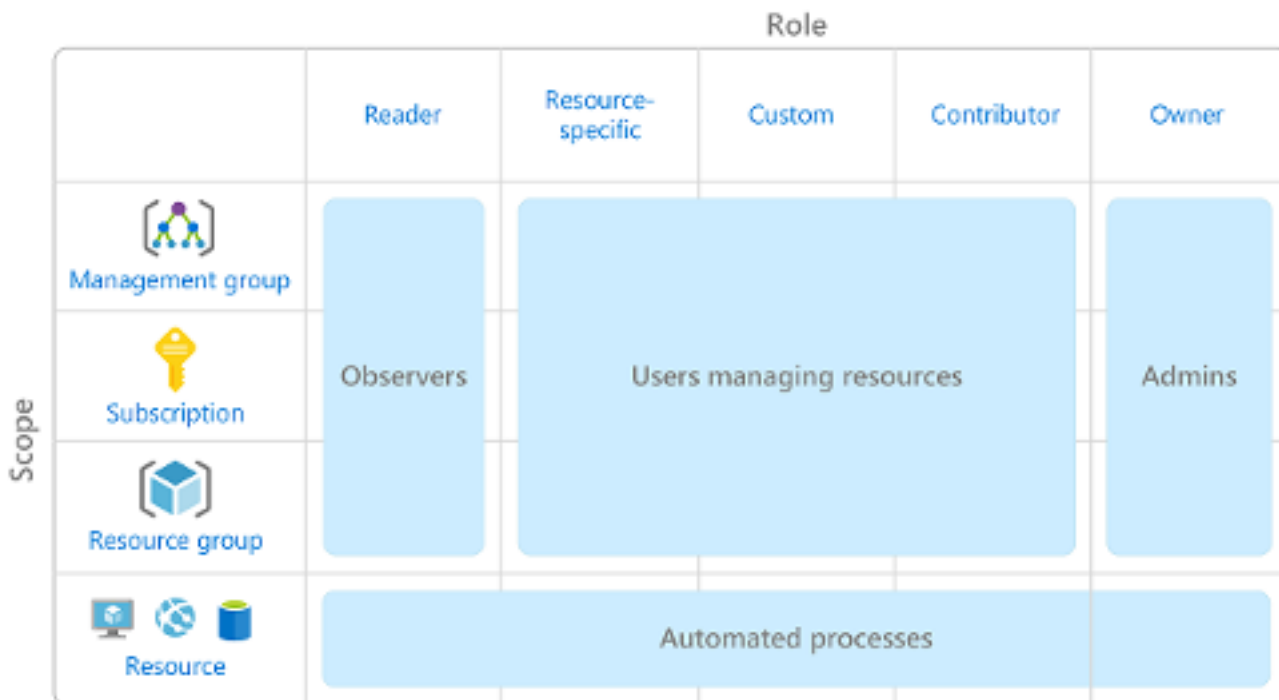 Role
Reader
Resource-
specific
Custom
Contributor
Owner
Management group
Subscription
Resource group
Resource
Scope
Observers
Users managing resources
Admins
Automated processes